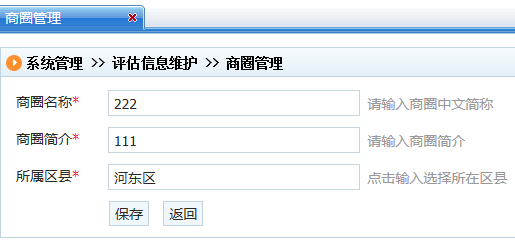 商圈管理
系统管理 >> 评估信息维护 >> 商圈管理
商圈名称* 222 请输入商圈中文简称
商圈简介* 111 请输入商圈简介
所属区县* 河东区 点击输入选择所在区县
保存 返回